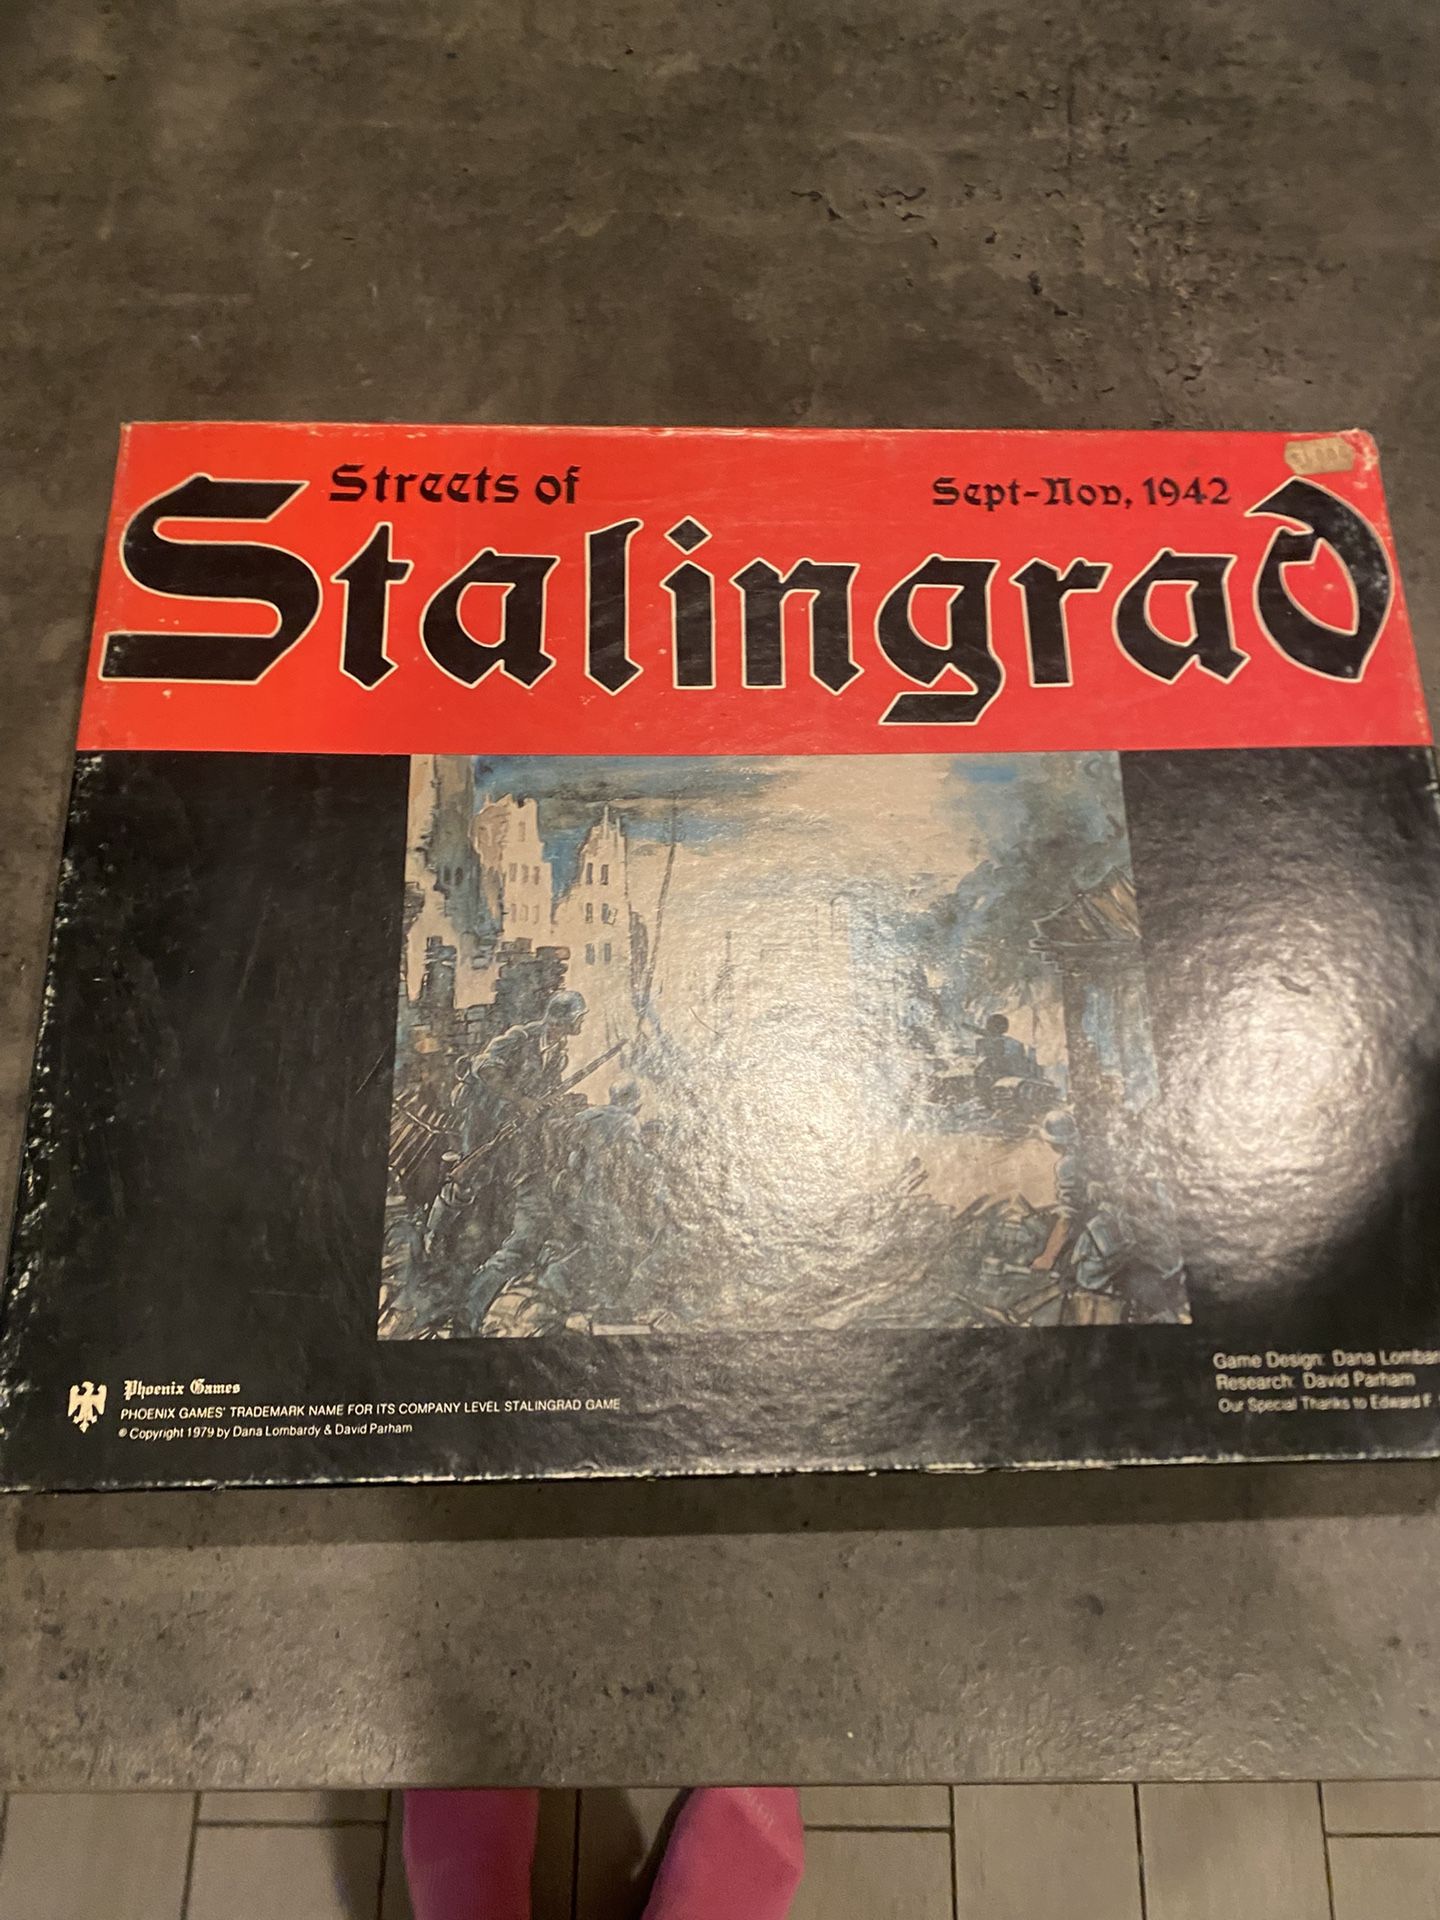 Streets of
Sept-Nov, 1942
Stalingrad
Phoenix Games
PHOENIX GAMES' TRADEMARK NAME FOR ITS COMPANY LEVEL STALINGRAD GAME
© Copyright 1979 by Dana Lombardy & David Parham
Game Design: Dana
Research: David Parham
Our Special Thanks to Edward F.